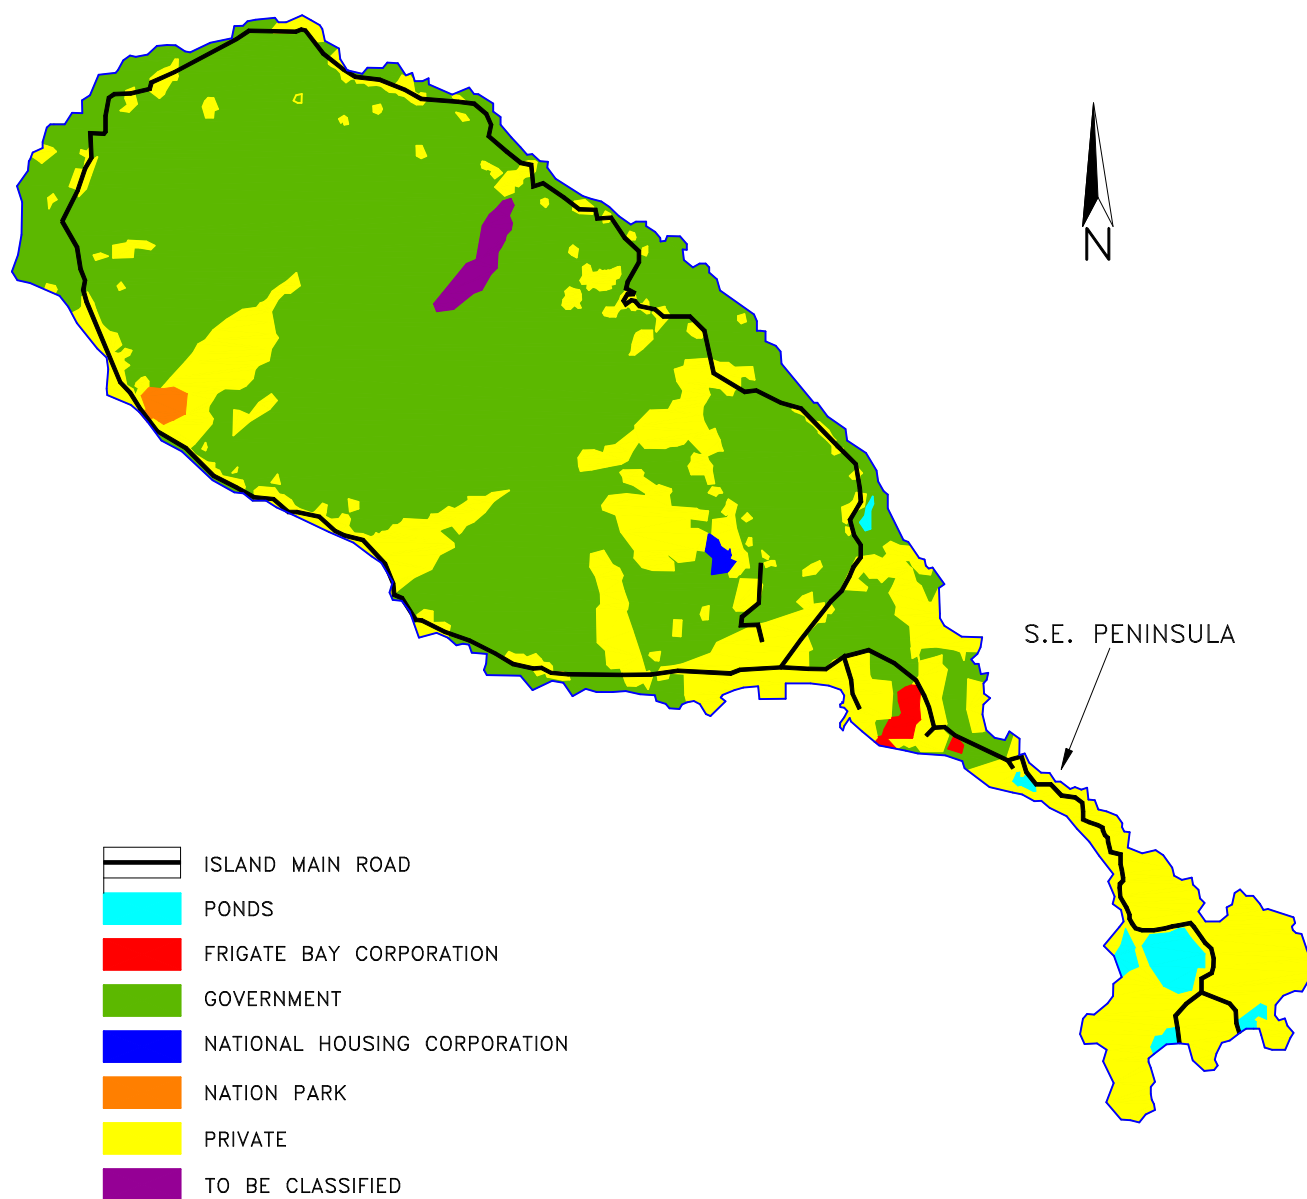 N
S.E. PENINSULA
ISLAND MAIN ROAD
PONDS
FRIGATE BAY CORPORATION
GOVERNMENT
NATIONAL HOUSING CORPORATION
NATION PARK
PRIVATE
TO BE CLASSIFIED